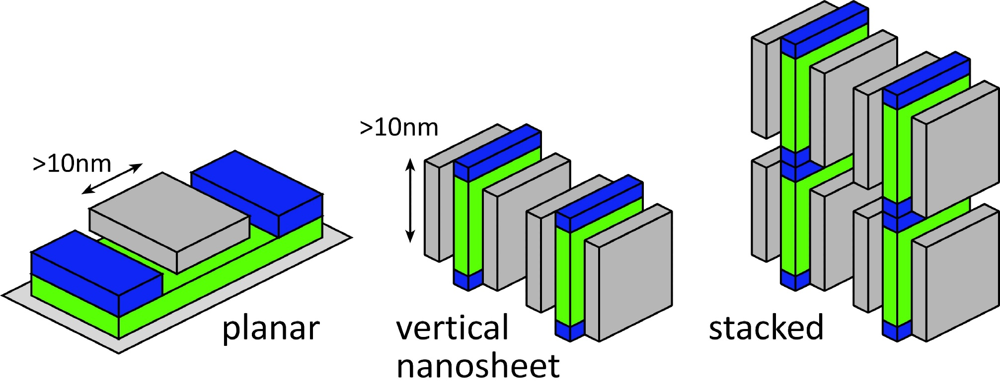 >10nm
planar
>10nm
vertical
nanosheet
stacked